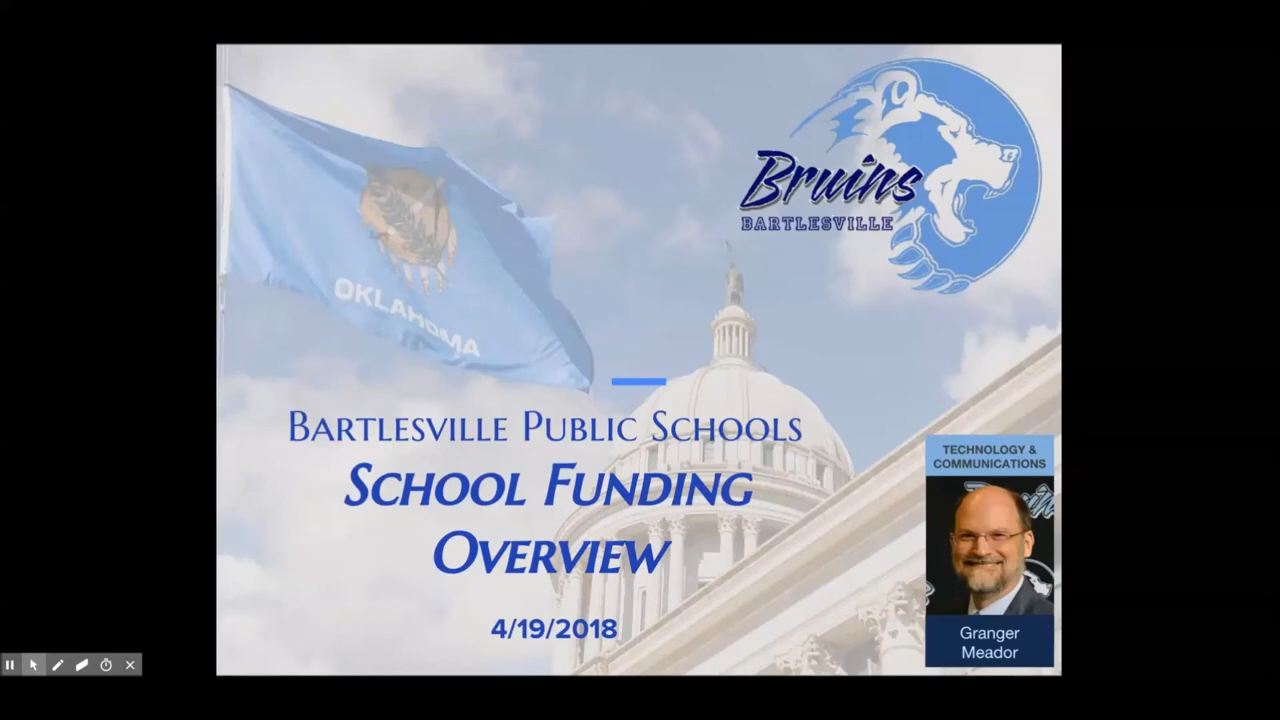 Bruins
BARTLESVILLE
OKLAHOMA
BARTLESVILLE PUBLIC SCHOOLS
SCHOOL FUNDING
OVERVIEW
4/19/2018
TECHNOLOGY &
COMMUNICATIONS
Granger
Meador